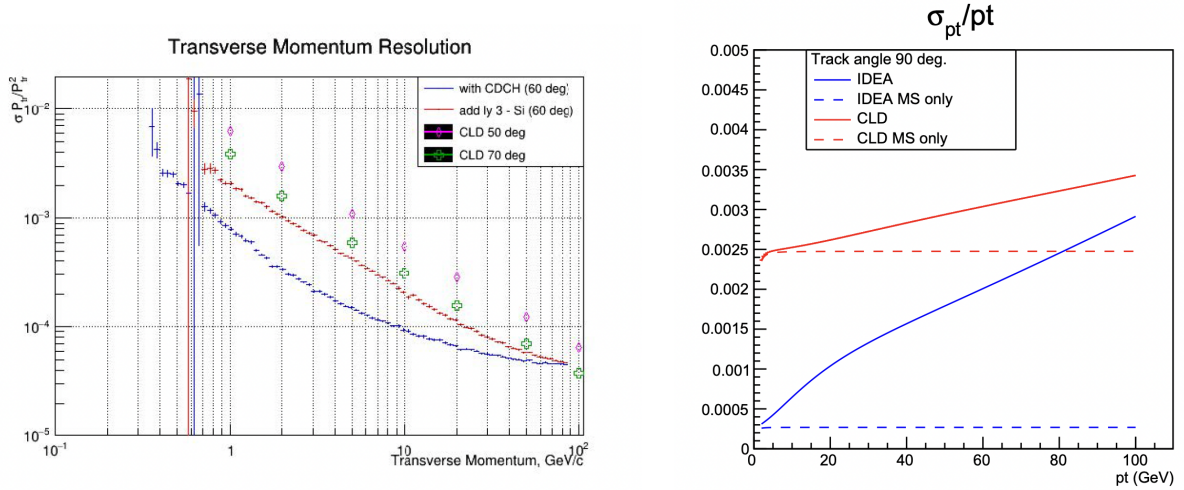 Transverse Momentum Resolution
σ Ptr/P²tr
10⁻²
10⁻³
10⁻⁴
10⁻⁵
with CDCH (60 deg)
add ly 3 - Si (60 deg)
CLD 50 deg
CLD 70 deg
10⁻¹
1
10
10²
Transverse Momentum, GeV/c
σpt/pt
0.005
0.0045
0.004
0.0035
0.003
0.0025
0.002
0.0015
0.001
0.0005
0
Track angle 90 deg.
IDEA
IDEA MS only
CLD
CLD MS only
0 20 40 60 80 100
pt (GeV)